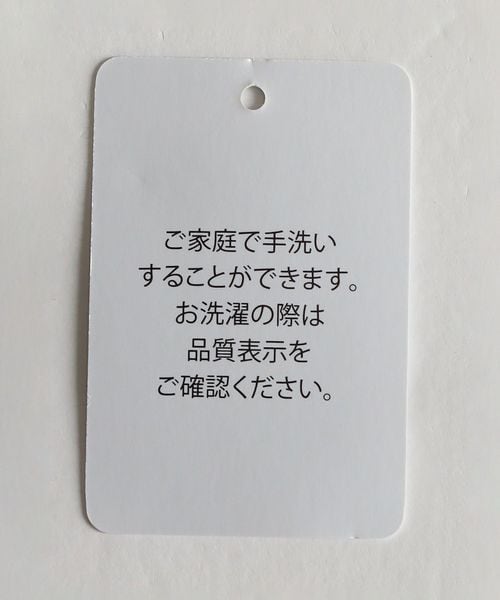 ご家庭で手洗い
することができます。
お洗濯の際は
品質表示を
ご確認ください。